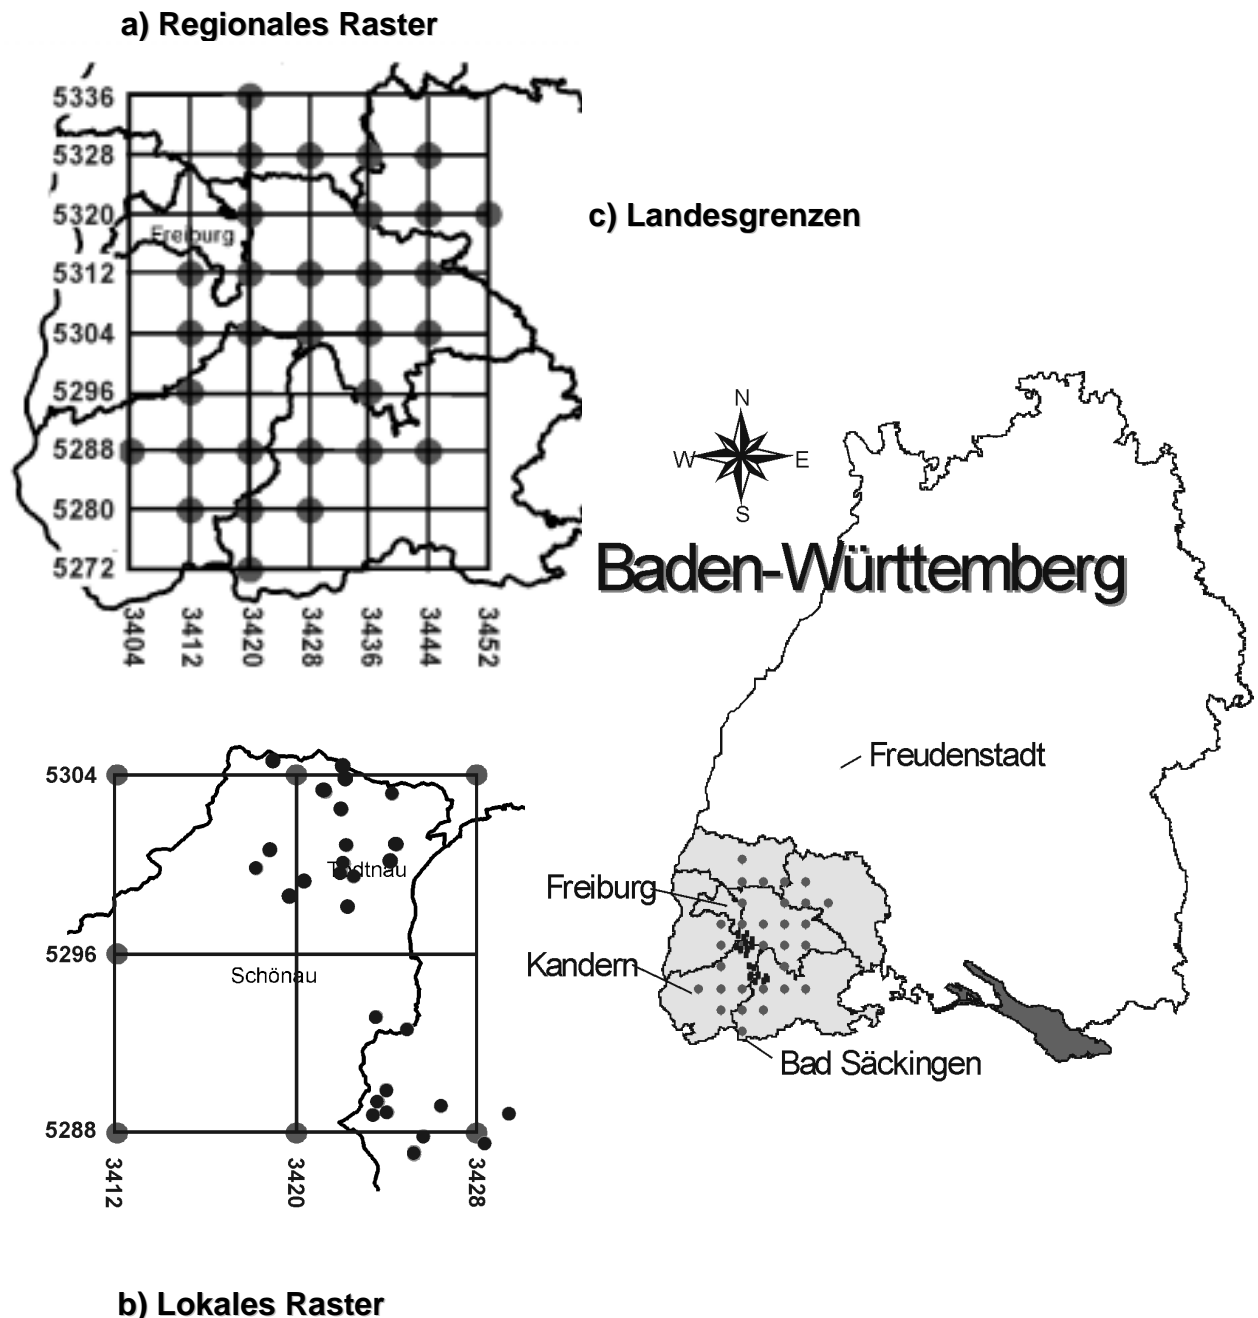 a) Regionales Raster
5336
5328
5320
Freiburg
5312
5304
5296
5288
5280
5272
3404
3412
3420
3428
3436
3444
3452
c) Landesgrenzen
N
W
E
S
Baden-Württemberg
Freudenstadt
Freiburg
Kandern
Bad Säckingen
5304
Todtnau
5296
Schönau
5288
3412
3420
3428
b) Lokales Raster